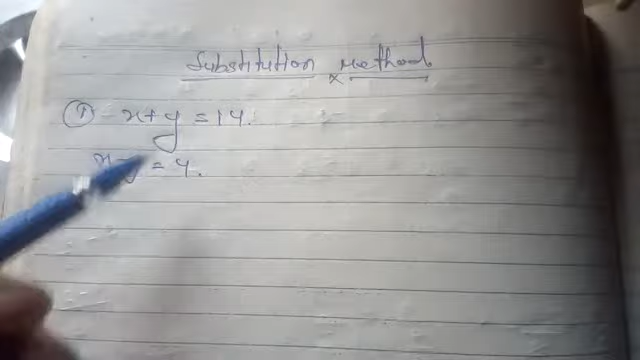 Substitution Method
① x+y = 14.
x-y = 4.